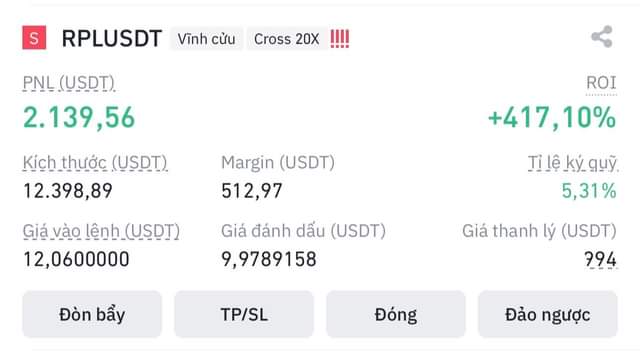 S RPLUSDT Vĩnh cửu Cross 20X !!!!
PNL (USDT) ROI
2.139,56 +417,10%
Kích thước (USDT) Margin (USDT) Tỉ lệ ký quỹ
12.398,89 512,97 5,31%
Giá vào lệnh (USDT) Giá đánh dấu (USDT) Giá thanh lý (USDT)
12,0600000 9,9789158
Đòn bẩy TP/SL Đóng Đảo ngược